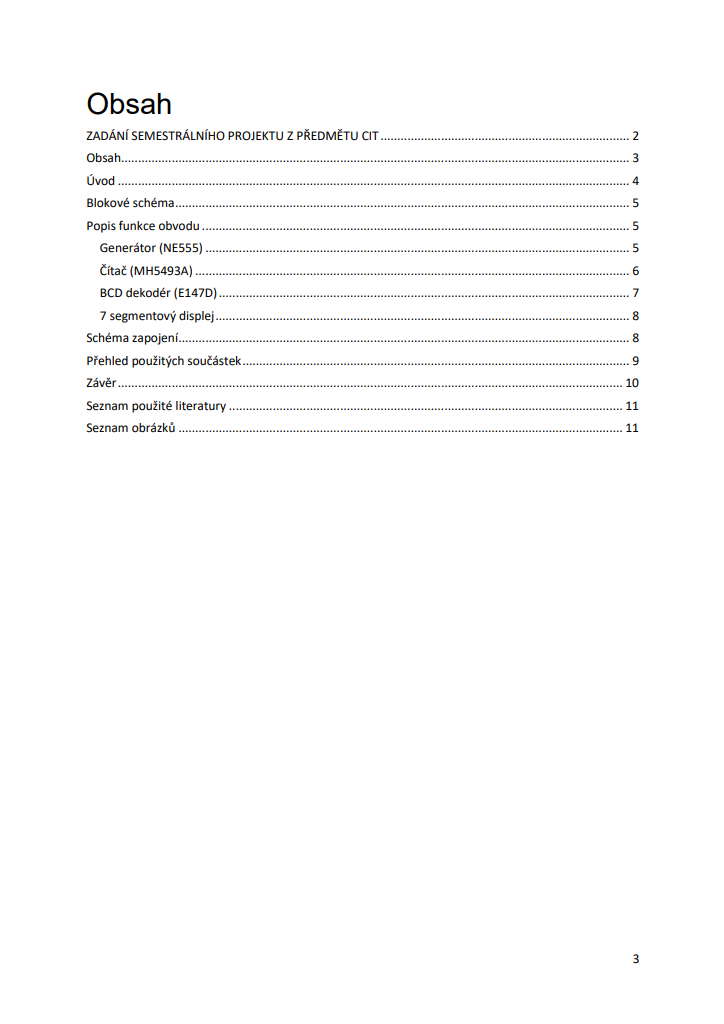 Obsah
ZADÁNÍ SEMESTRÁLNÍHO PROJEKTU Z PŘEDMĚTU CIT ........ 2
Obsah ........ 3
Úvod ........ 4
Blokové schéma ........ 5
Popis funkce obvodu ........ 5
Generátor (NE555) ........ 5
Čítač (MH5493A) ........ 6
BCD dekodér (E147D) ........ 7
7 segmentový displej ........ 8
Schéma zapojení ........ 8
Přehled použitých součástek ........ 9
Závěr ........ 10
Seznam použité literatury ........ 11
Seznam obrázků ........ 11
3